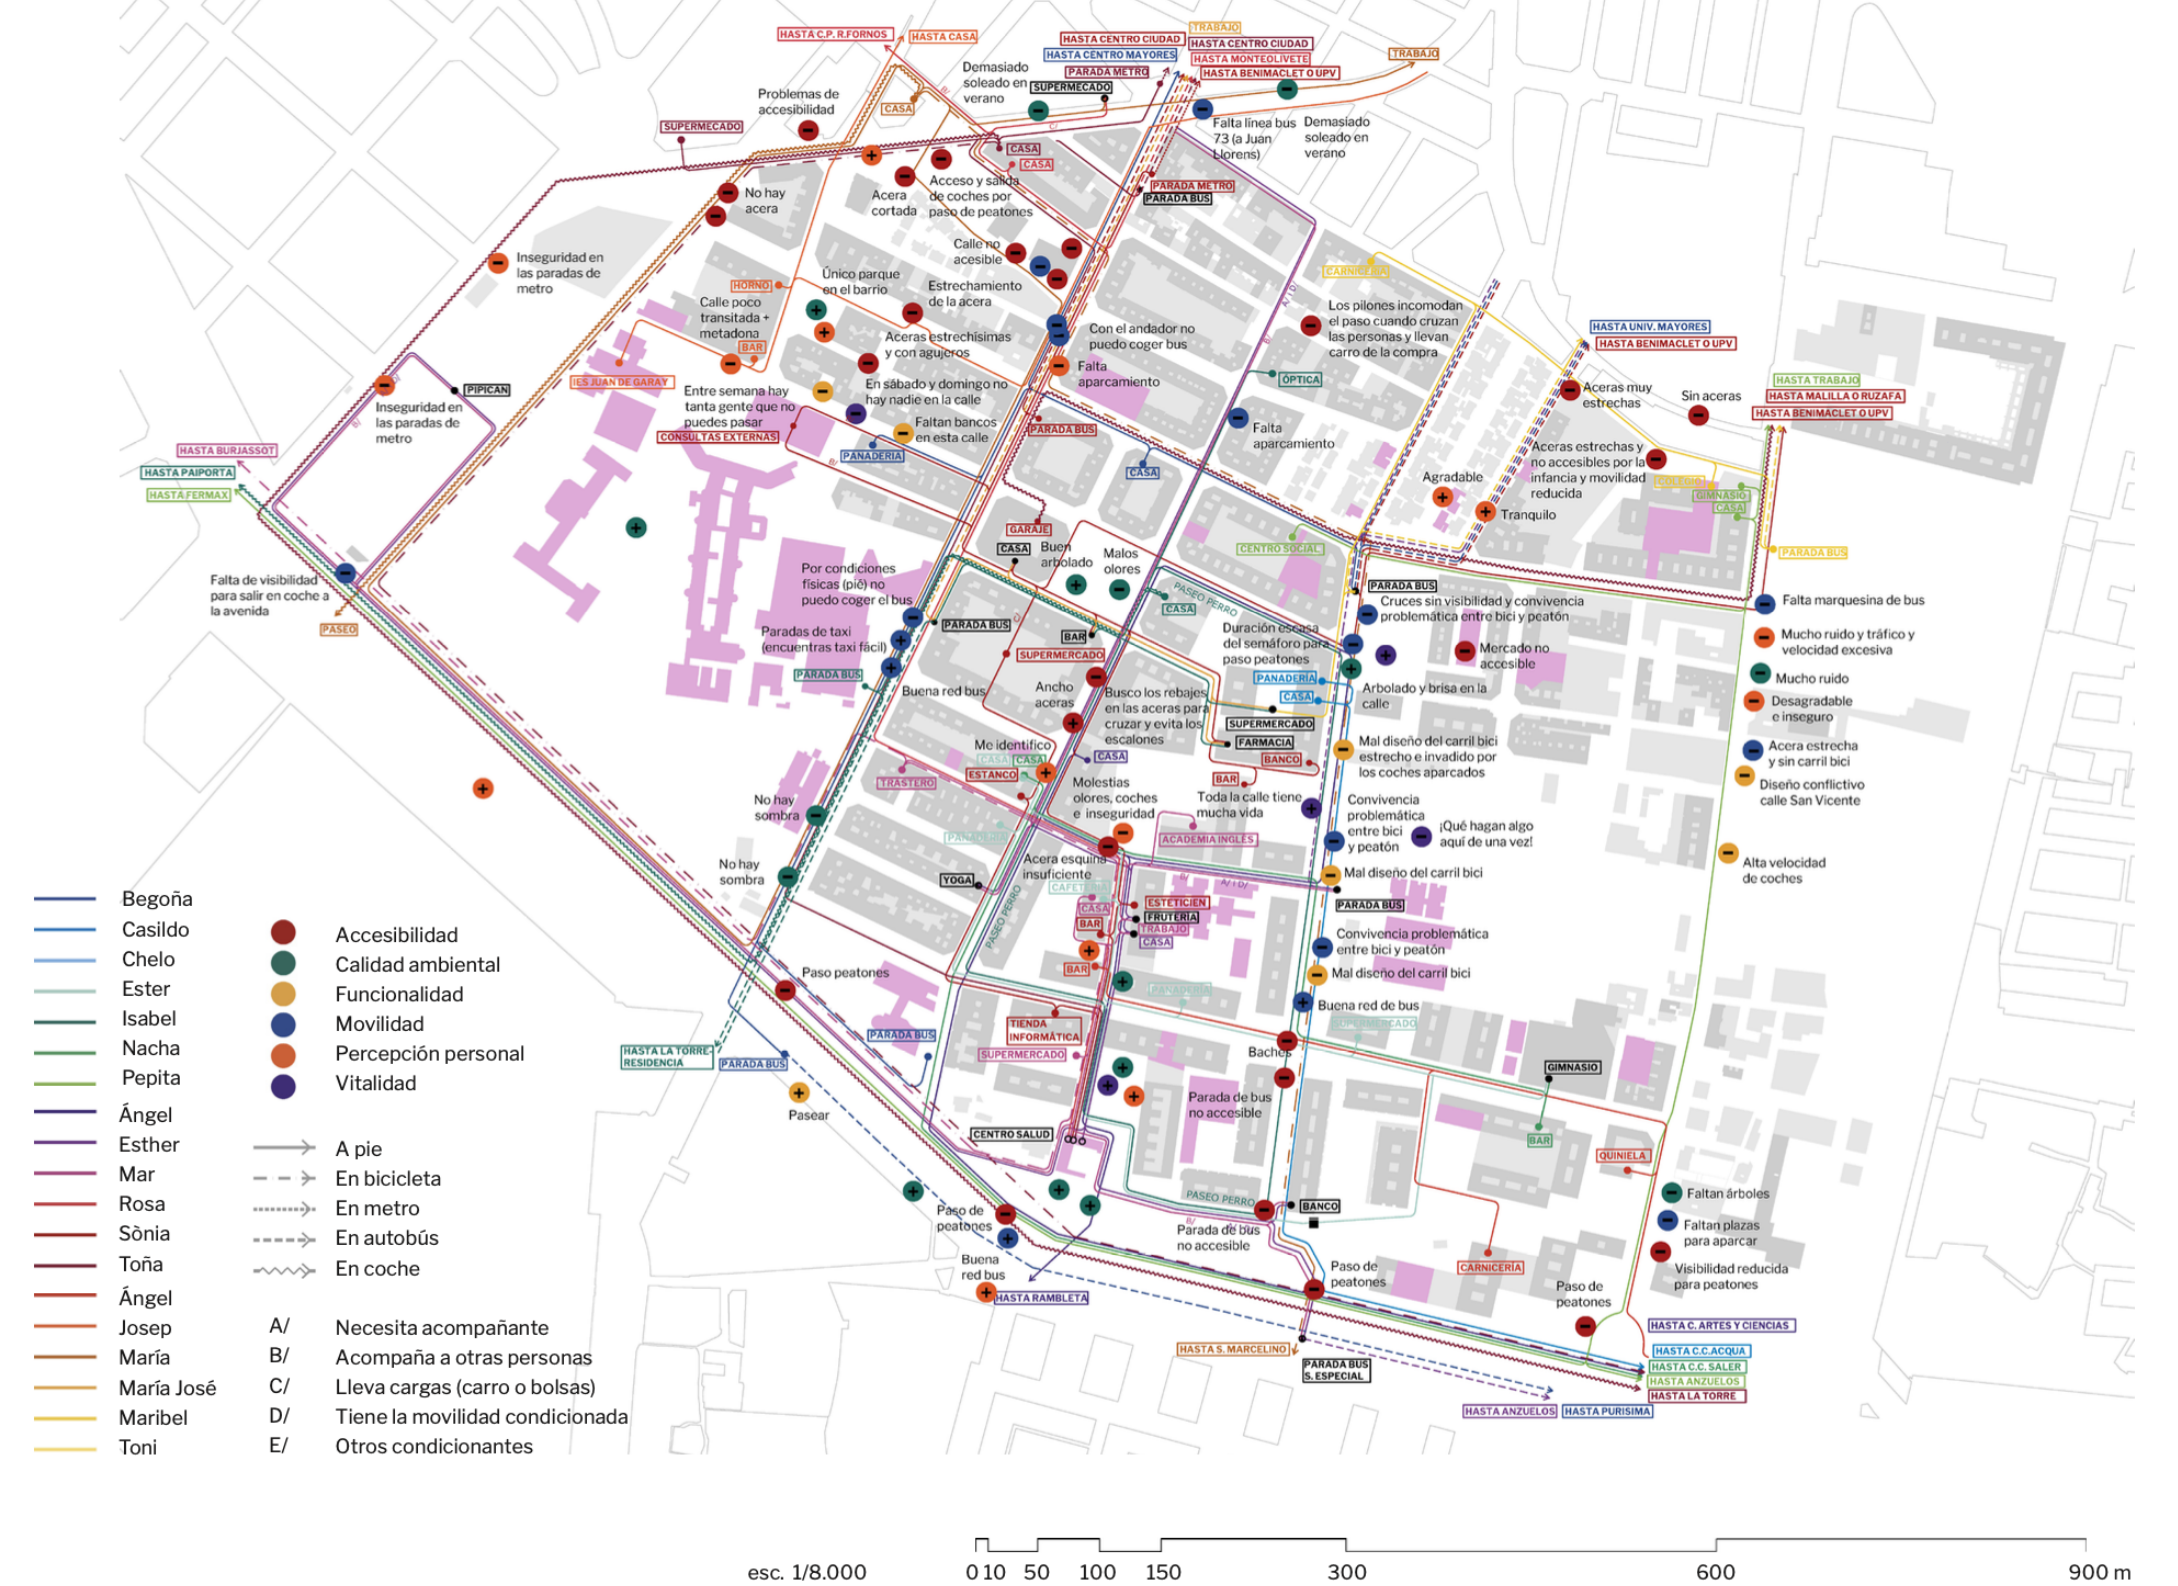 HASTA C.P. R.FORNOS
HASTA CASA
HASTA CENTRO CIUDAD
TRABAJO
HASTA CENTRO CIUDAD
HASTA CENTRO MAYORES
HASTA MONTEOLIVETE
PARADA METRO
HASTA BENIMACLET O UPV
TRABAJO
Demasiado
soleado en
verano
SUPERMECADO
Problemas de
accesibilidad
CASA
SUPERMECADO
Falta línea bus
73 (a Juan
Llorens)
Demasiado
soleado en
verano
CASA
CASA
No hay
acera
Acera
cortada
Acceso y salida
de coches por
paso de peatones
PARADA METRO
PARADA BUS
Inseguridad en
las paradas de
metro
Calle no
acesible
Único parque
en el barrio
HORNO
Estrechamiento
de la acera
CARNICERIA
Calle poco
transitada +
metadona
BAR
Aceras estrechísimas
y con agujeros
Con el andador no
puedo coger bus
Los pilones incomodan
el paso cuando cruzan
las personas y llevan
carro de la compra
HASTA UNIV. MAYORES
HASTA BENIMACLET O UPV
IES JUAN DE GARAY
PIPICAN
Inseguridad en
las paradas de
metro
Entre semana hay
tanta gente que no
puedes pasar
CONSULTAS EXTERNAS
En sábado y domingo no
hay nadie en la calle
Faltan bancos
en esta calle
PANADERIA
Falta
aparcamiento
ÓPTICA
PARADA BUS
Falta
aparcamiento
CASA
Aceras muy
estrechas
Sin aceras
HASTA TRABAJO
HASTA MALILLA O RUZAFA
HASTA BENIMACLET O UPV
Aceras estrechas y
no accesibles por la
infancia y movilidad
reducida
Agradable
Tranquilo
COLEGIO
GIMNASIO
CASA
PARADA BUS
HASTA BURJASSOT
HASTA PAIPORTA
HASTA FERMAX
GARAJE
CASA
Buen
arbolado
Malos
olores
CENTRO SOCIAL
PASEO PERRO
CASA
PARADA BUS
Falta de visibilidad
para salir en coche a
la avenida
PASEO
Por condiciones
físicas (pié) no
puedo coger el bus
PARADA BUS
Paradas de taxi
(encuentras taxi fácil)
BAR
SUPERMERCADO
PARADA BUS
Buena red bus
Duración escasa
del semáforo para
paso peatones
Cruces sin visibilidad y convivencia
problemática entre bici y peatón
Mercado no
accesible
PANADERÍA
CASA
Arbolado y brisa en la
calle
Falta marquesina de bus
Mucho ruido y tráfico y
velocidad excesiva
Mucho ruido
Desagradable
e inseguro
Acera estrecha
y sin carril bici
Diseño conflictivo
calle San Vicente
Alta velocidad
de coches
Ancho
aceras
Busco los rebajes
en las aceras para
cruzar y evita los
escalones
SUPERMERCADO
FARMACIA
BANCO
BAR
Mal diseño del carril bici
estrecho e invadido por
los coches aparcados
Me identifico
CASA
CASA
CASA
ESTANCO
TRASTERO
Molestias
olores, coches
e inseguridad
Toda la calle tiene
mucha vida
Convivencia
problemática
entre bici
y peatón
¡Qué hagan algo
aquí de una vez!
No hay
sombra
PANADERIA
ACADEMIA INGLES
Acera esquina
insuficiente
No hay
sombra
YOGA
CAFETERIA
CASA
BAR
ESTETICIEN
FRUTERIA
TRABAJO
CASA
BAR
Mal diseño del carril bici
PARADA BUS
Convivencia problemática
entre bici y peatón
Mal diseño del carril bici
Buena red de bus
PASEO PERRO
Paso peatones
PANADERIA
SUPERMERCADO
TIENDA
INFORMÁTICA
SUPERMERCADO
PARADA BUS
HASTA LA TORRE-
RESIDENCIA
PARADA BUS
Pasear
Baches
GIMNASIO
Parada de bus
no accesible
BAR
CENTRO SALUD
QUINIELA
Paso de
peatones
PASEO PERRO
BANCO
Parada de bus
no accesible
Faltan árboles
Faltan plazas
para aparcar
Visibilidad reducida
para peatones
Buena
red bus
HASTA RAMBLETA
Paso de
peatones
CARNICERÍA
Paso de
peatones
HASTA S. MARCELINO
PARADA BUS
S. ESPECIAL
HASTA C. ARTES Y CIENCIAS
HASTA C.C.ACQUA
HASTA C.C. SALER
HASTA ANZUELOS
HASTA LA TORRE
HASTA ANZUELOS
HASTA PURISIMA
Begoña
Casildo
Chelo
Ester
Isabel
Nacha
Pepita
Ángel
Esther
Mar
Rosa
Sònia
Toña
Ángel
Josep
María
María José
Maribel
Toni
Accesibilidad
Calidad ambiental
Funcionalidad
Movilidad
Percepción personal
Vitalidad
A pie
En bicicleta
En metro
En autobús
En coche
A/ Necesita acompañante
B/ Acompaña a otras personas
C/ Lleva cargas (carro o bolsas)
D/ Tiene la movilidad condicionada
E/ Otros condicionantes
esc. 1/8.000
0 10 50 100 150 300 600 900 m